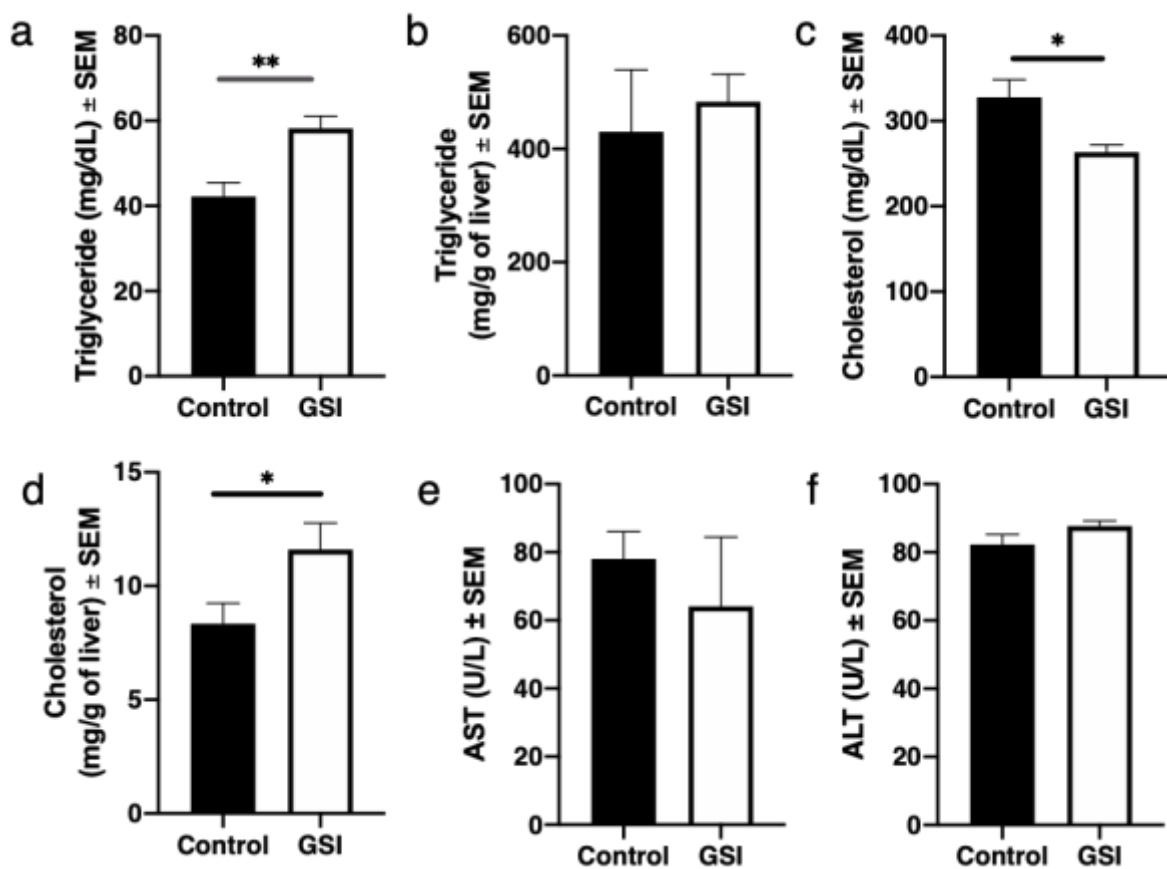 a
Triglyceride (mg/dL) ± SEM
80
60
40
20
0
**
Control GSI
b
Triglyceride
(mg/g of liver) ± SEM
600
400
200
0
Control GSI
c
Cholesterol (mg/dL) ± SEM
400
300
200
100
0
*
Control GSI
d
Cholesterol
(mg/g of liver) ± SEM
15
10
5
0
*
Control GSI
e
AST (U/L) ± SEM
100
80
60
40
20
0
Control GSI
f
ALT (U/L) ± SEM
100
80
60
40
20
0
Control GSI